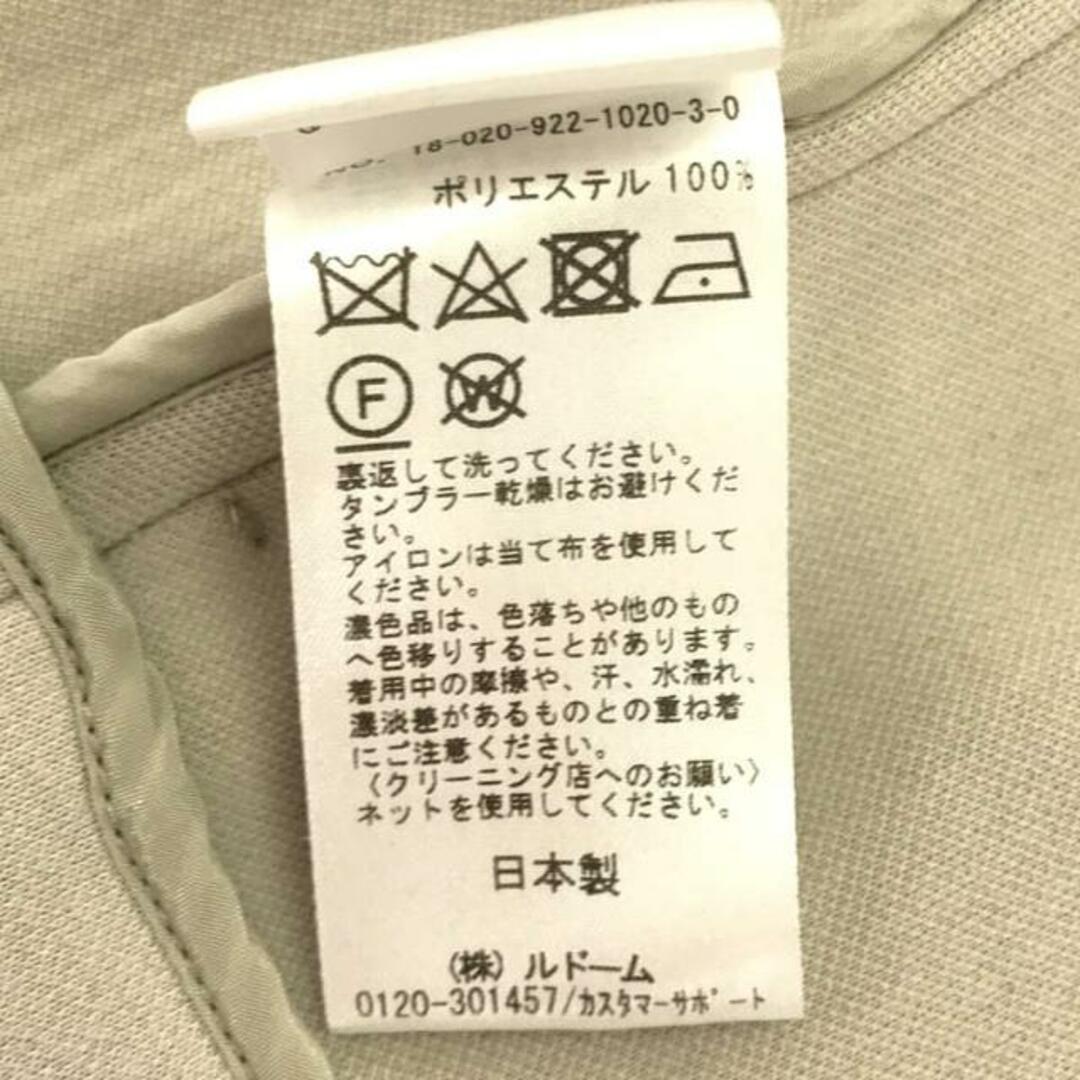 18-020-922-1020-3-0
ポリエステル 100%
F
W
裏返して洗ってください。
タンブラー乾燥はお避けくだ
さい。
アイロンは当て布を使用して
ください。
濃色品は、色落ちや他のもの
へ色移りすることがあります。
着用中の摩擦や、汗、水濡れ、
濃淡差があるものとの重ね着
にご注意ください。
〈クリーニング店へのお願い〉
ネットを使用してください。
日本製
(株) ルドーム
0120-301457/カスタマーサポート